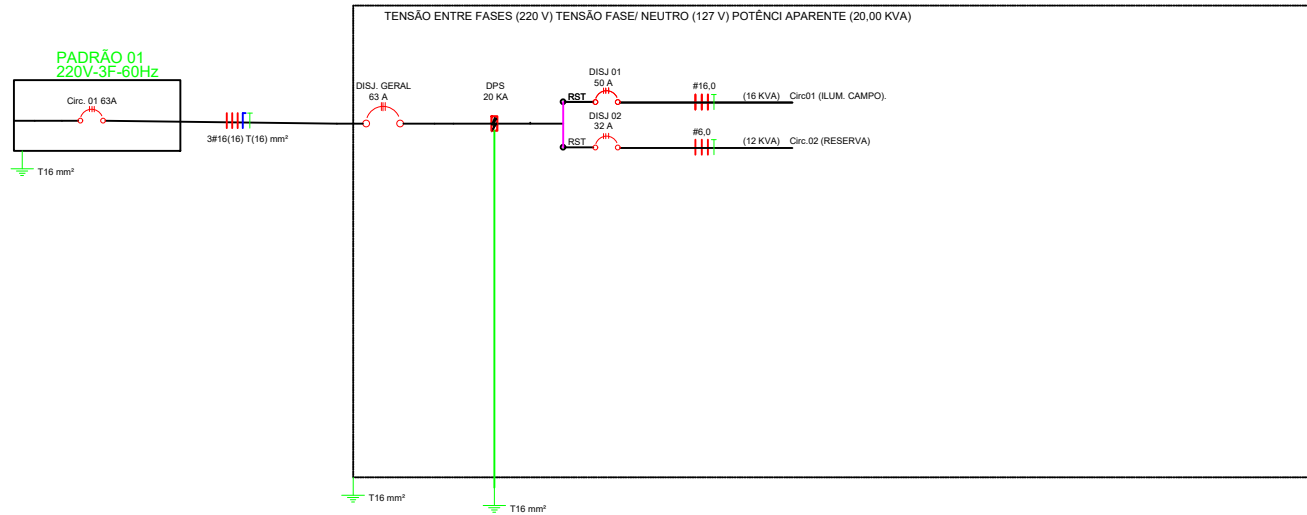 TENSÃO ENTRE FASES (220 V) TENSÃO FASE/ NEUTRO (127 V) POTÊNCI APARENTE (20,00 KVA)
PADRÃO 01
220V-3F-60Hz
Circ. 01 63A
3#16(16) T(16) mm²
T16 mm²
DISJ. GERAL
63 A
DPS
20 KA
DISJ 01
50 A
RST
#16,0
(16 KVA) Circ01 (ILUM. CAMPO).
DISJ 02
32 A
RST
#6,0
(12 KVA) Circ.02 (RESERVA)
T16 mm²
T16 mm²